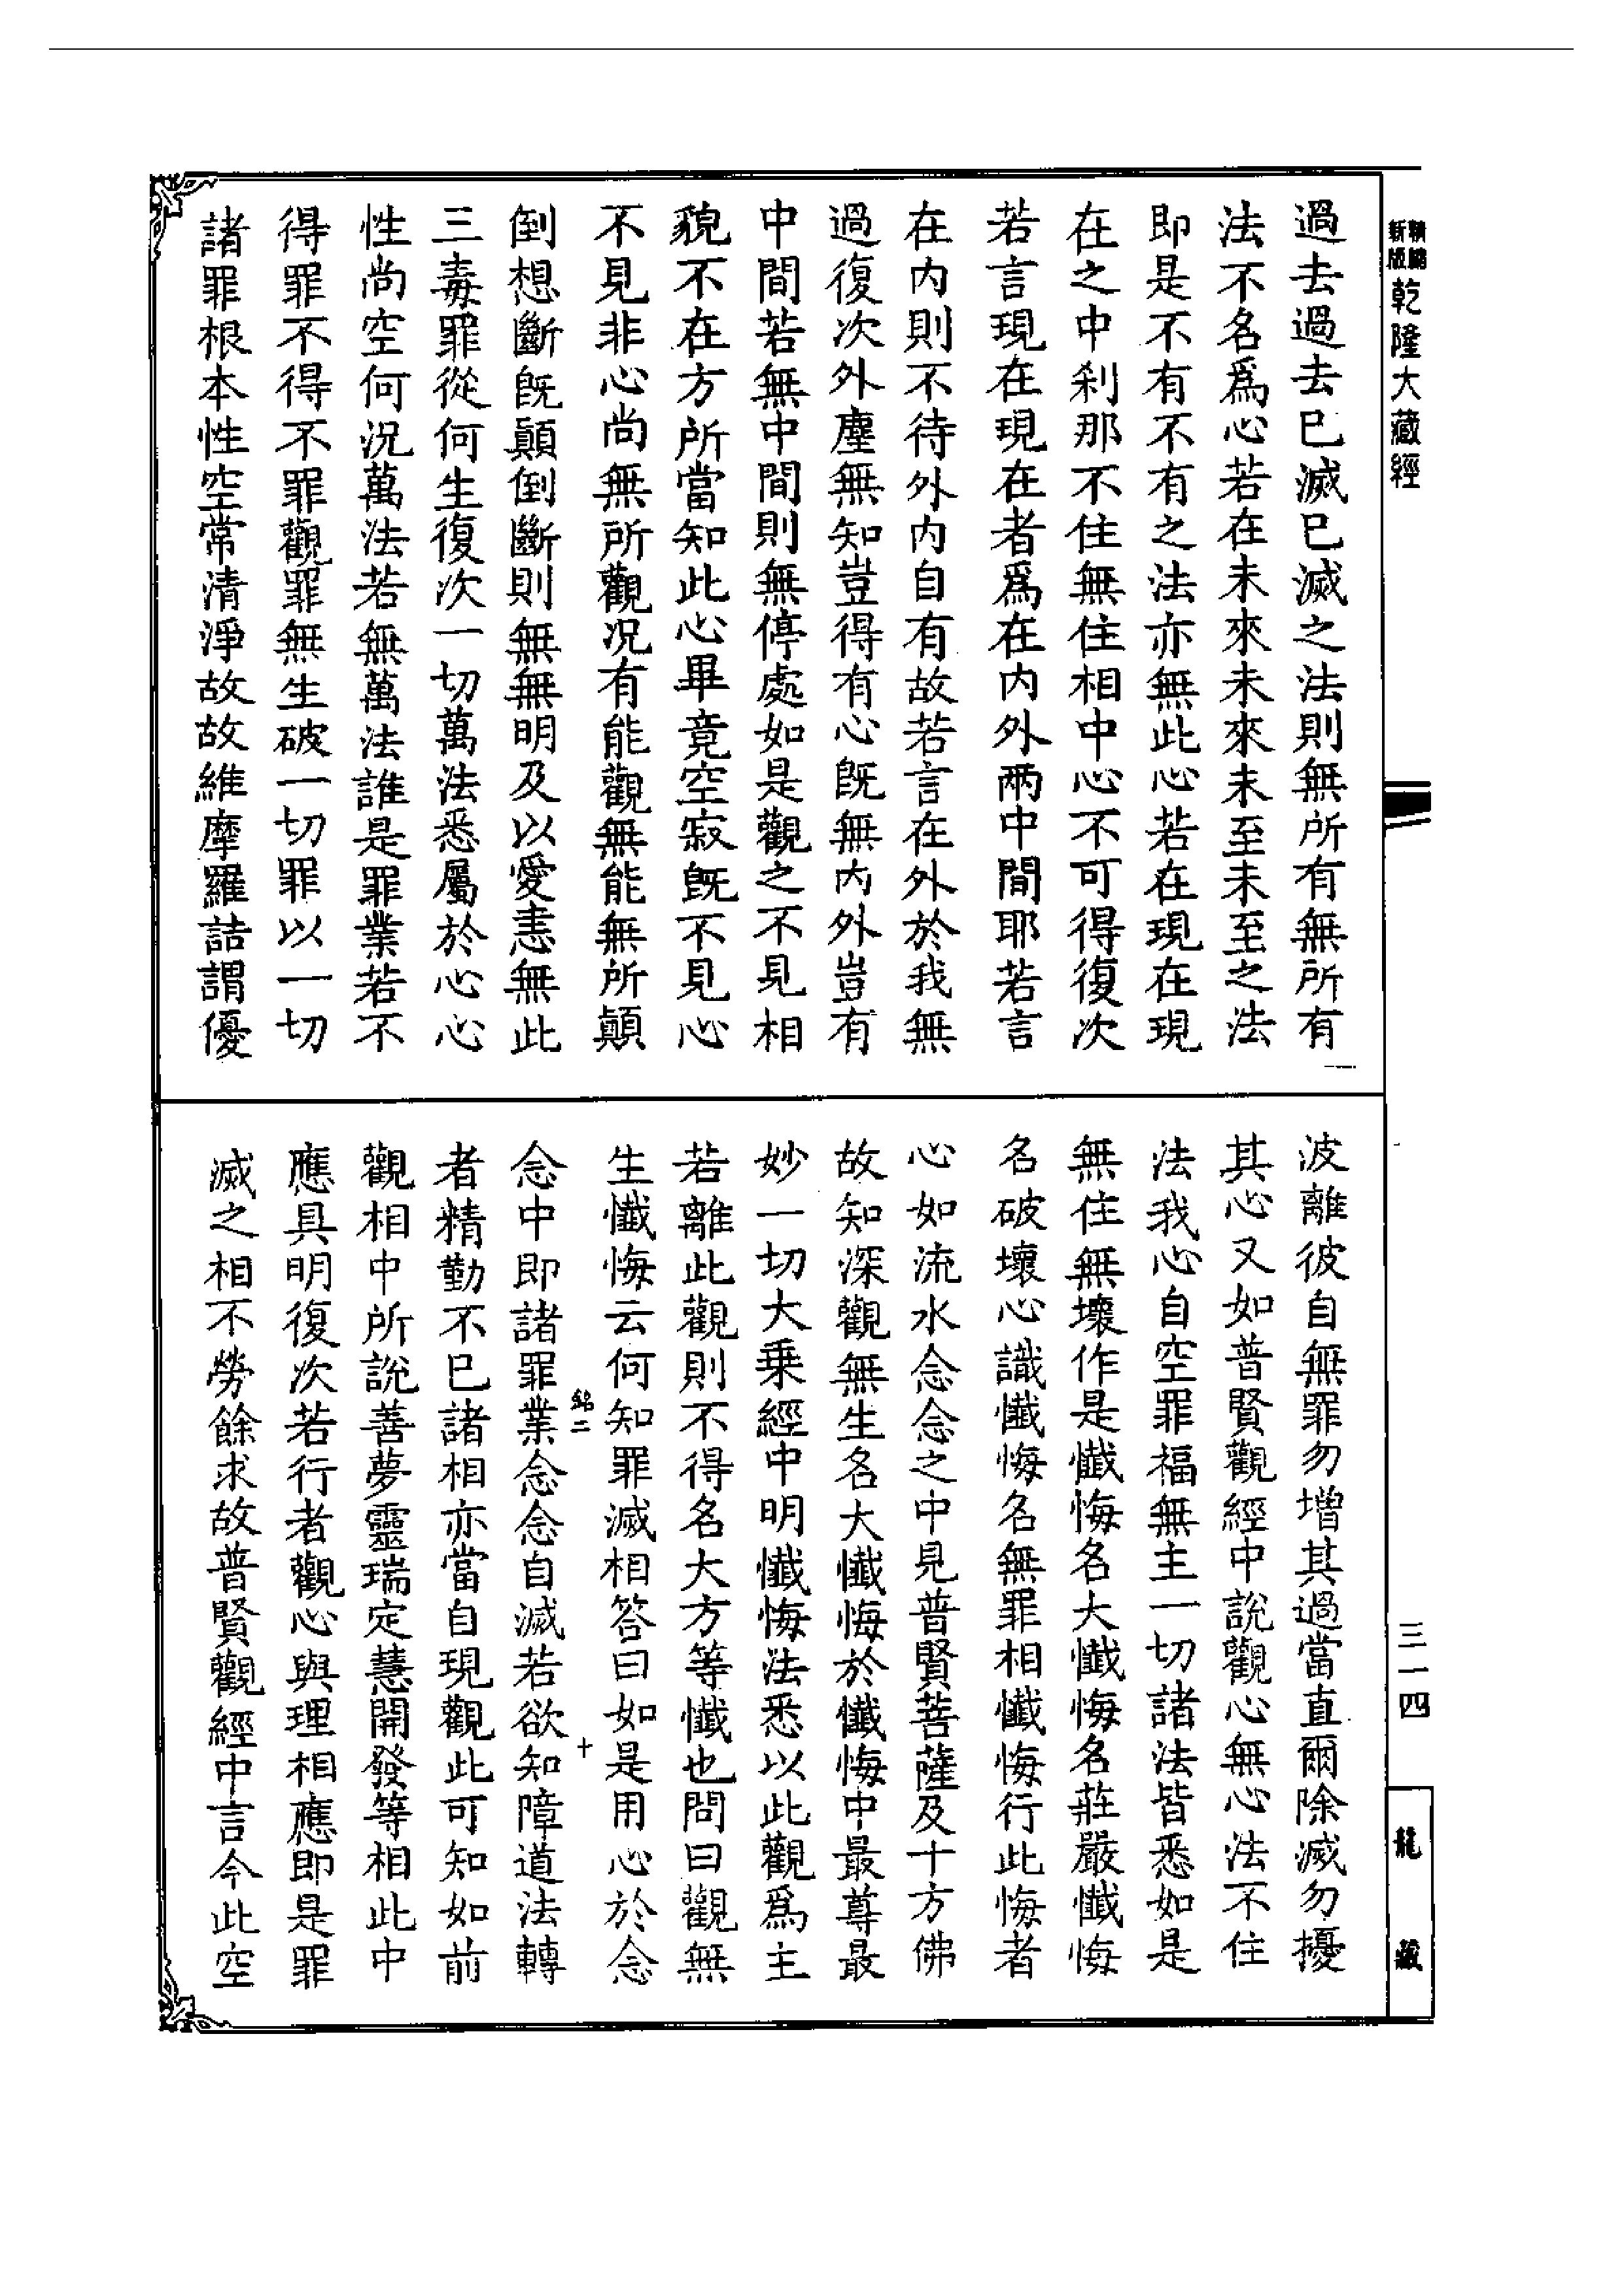 新版
乾隆大藏經
過去過去已滅已滅之法則無所有無所有
法不名爲心若在未來未來未至未至之法
即是不有不有之法亦無此心若在現在現
在之中剎那不住無住相中心不可得復次
若言現在現在者爲在内外兩中間耶若言
在内則不待外内自有故若言在外於我無
過復次外塵無知豈得有心旣無内外豈有
中間若無中間則無停處如是觀之不見相
貌不在方所當知此心畢竟空寂旣不見心
不見非心尚無所觀况有能觀無能無所顛
倒想斷旣顛倒斷則無無明及以愛恚無此
三毒罪從何生復次一切萬法悉屬於心心
性尚空何況萬法若無萬法誰是罪業若不
得罪不得不罪觀罪無生破一切罪以一切
諸罪根本性空常清淨故故維摩羅詰謂優
波離彼自無罪勿增其過當直爾除滅勿擾
其心又如普賢觀經中說觀心無心法不住
法我心自空罪福無主一切諸法皆悉如是
無住無壞作是懺悔名大懺悔名莊嚴懺悔
名破壞心識懺悔名無罪相懺悔行此悔者
心如流水念念之中見普賢菩薩及十方佛
故知深觀無生名大懺悔於懺悔中最尊最
妙一切大乗經中明懺悔法悉以此觀爲主
若離此觀則不得名大方等懺也問曰觀無
生懺悔云何知罪滅相答曰如是用心於念
十
念中即諸罪業念念自滅若欲知障道法轉
者精勤不已諸相亦當自現觀此可知如前
觀相中所說善夢靈瑞定慧開發等相此中
應具明復次若行者觀心與理相應即是罪
滅之相不勞餘求故普賢觀經中言今此空
三一四
龍藏